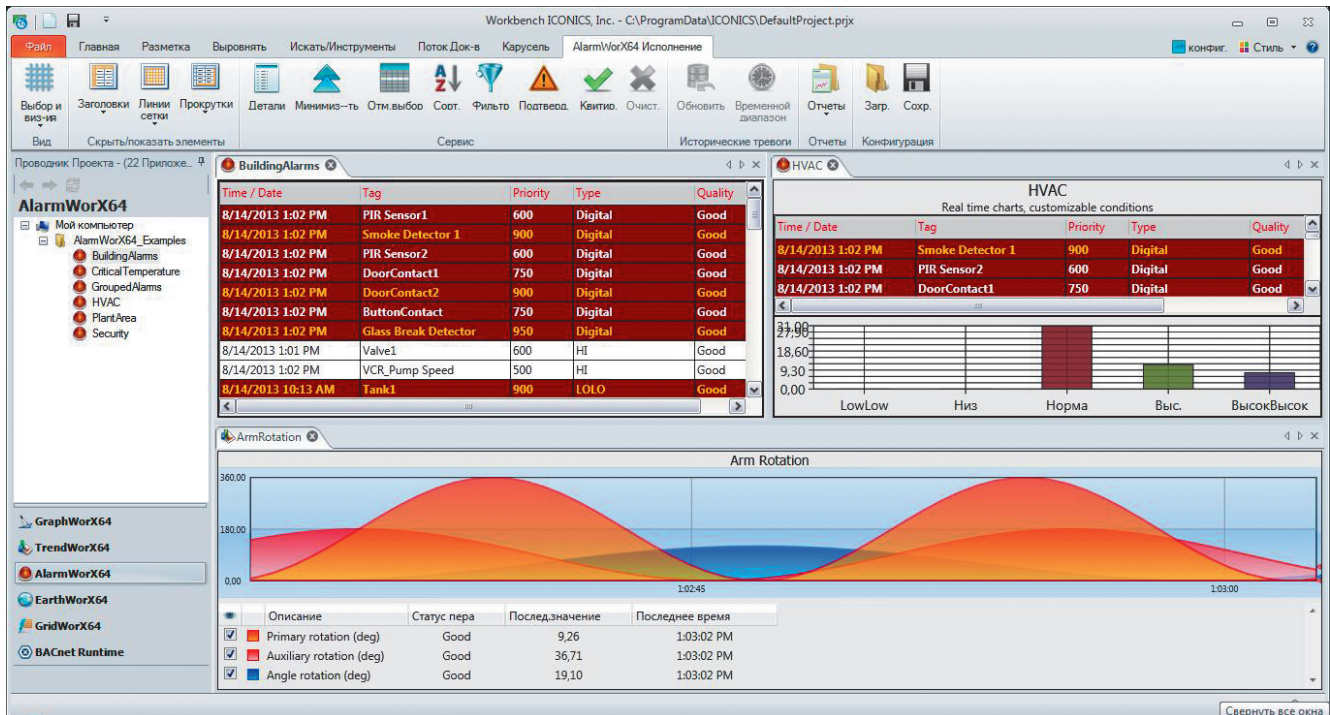 Workbench ICONICS, Inc. - C:\ProgramData\ICONICS\DefaultProject.prjx
Файл Главная Разметка Выровнять Искать/Инструменты Поток Док-в Карусель AlarmWorX64 Исполнение конфиг. Стиль
Выбор и виз-ия Заголовки Линии сетки Прокрутки Детали Минимиз--ть Отм.выбор Сорт. Фильтр Подтверд. Квитир. Очист. Обновить Временной диапазон Отчеты Загр. Сохр.
Вид Скрыть/показать элементы Сервис Исторические тревоги Отчеты Конфигурация
Проводник Проекта - (22 Приложе...
AlarmWorX64
Мой компьютер
AlarmWorX64_Examples
BuildingAlarms
CriticalTemperature
GroupedAlarms
HVAC
PlantArea
Security
GraphWorX64
TrendWorX64
AlarmWorX64
EarthWorX64
GridWorX64
BACnet Runtime
BuildingAlarms
Time / Date Tag Priority Type Quality
8/14/2013 1:02 PM PIR Sensor1 600 Digital Good
8/14/2013 1:02 PM Smoke Detector 1 900 Digital Good
8/14/2013 1:02 PM PIR Sensor2 600 Digital Good
8/14/2013 1:02 PM DoorContact1 750 Digital Good
8/14/2013 1:02 PM DoorContact2 900 Digital Good
8/14/2013 1:02 PM ButtonContact 750 Digital Good
8/14/2013 1:02 PM Glass Break Detector 950 Digital Good
8/14/2013 1:01 PM Valve1 600 HI Good
8/14/2013 1:02 PM VCR_Pump Speed 500 HI Good
8/14/2013 10:13 AM Tank1 900 LOLO Good
HVAC
HVAC
Real time charts, customizable conditions
Time / Date Tag Priority Type Quality
8/14/2013 1:02 PM Smoke Detector 1 900 Digital Good
8/14/2013 1:02 PM PIR Sensor2 600 Digital Good
8/14/2013 1:02 PM DoorContact1 750 Digital Good
31,00
27,90
18,60
9,30
0,00
LowLow Низ Норма Выс. ВысокВысок
ArmRotation
Arm Rotation
360,00
180,00
0,00
1:02:45 1:03:00
Описание Статус пера Послед.значение Последнее время
Primary rotation (deg) Good 9,26 1:03:02 PM
Auxiliary rotation (deg) Good 36,71 1:03:02 PM
Angle rotation (deg) Good 19,10 1:03:02 PM
Свернуть все окна